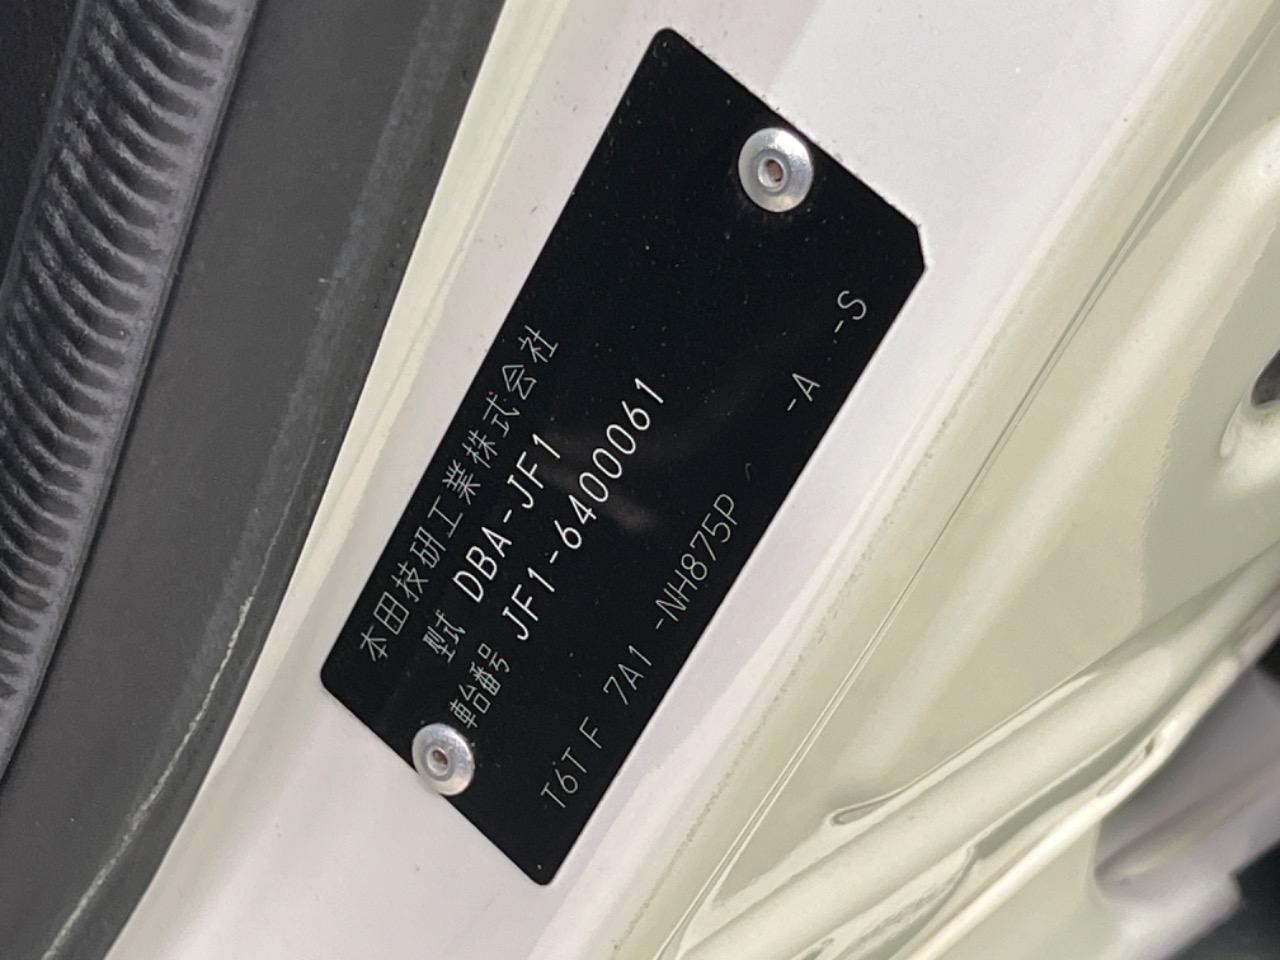 本田技研工業株式会社
型式 DBA-JF1
車台番号 JF1-6400061
T6T F 7A1 -NH875P -A -S